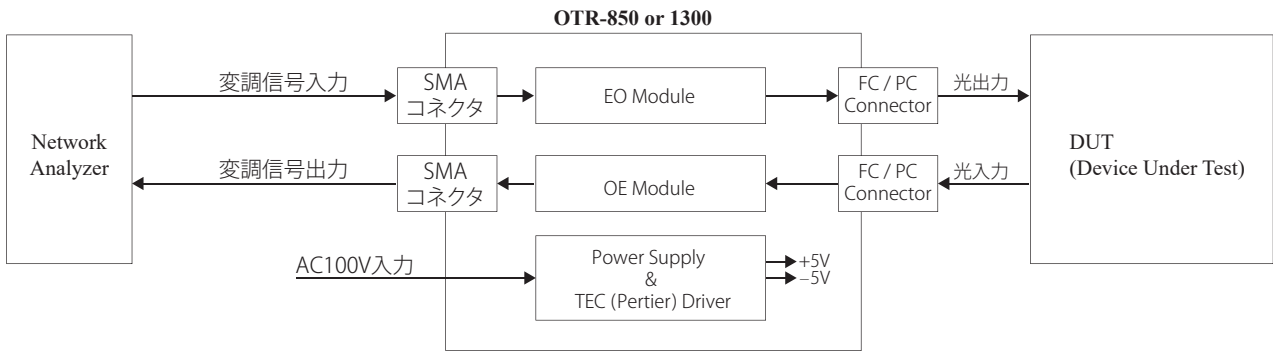 OTR-850 or 1300
Network
Analyzer
変調信号入力
SMA
コネクタ
EO Module
FC / PC
Connector
光出力
変調信号出力
SMA
コネクタ
OE Module
FC / PC
Connector
光入力
DUT
(Device Under Test)
AC100V入力
Power Supply
&
TEC (Pertier) Driver
+5V
−5V